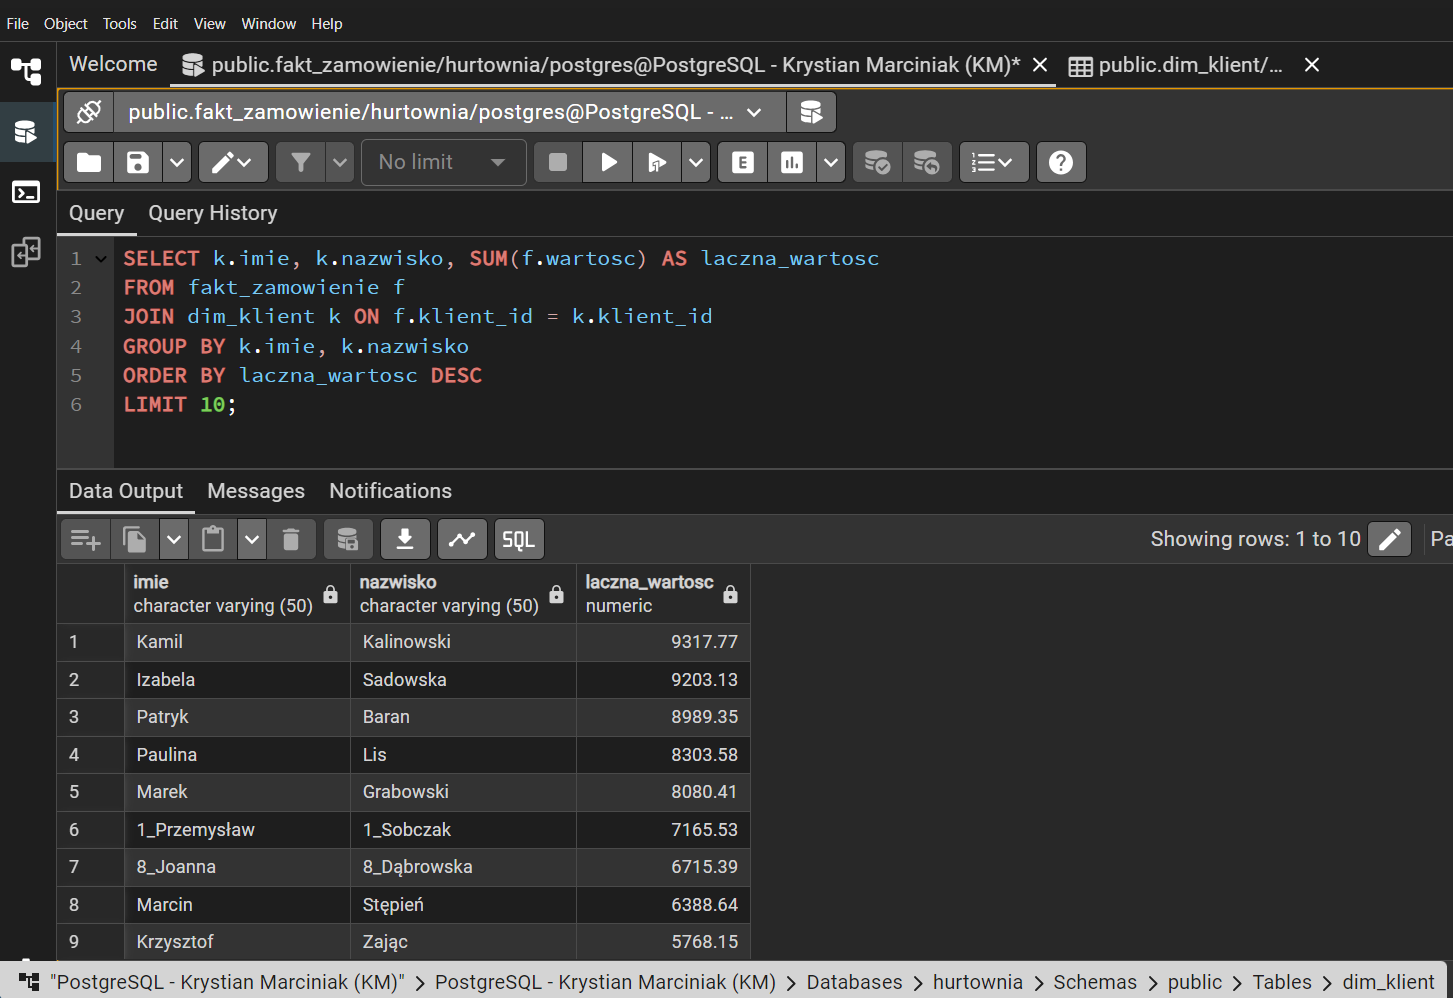 File Object Tools Edit View Window Help
Welcome public.fakt_zamowienie/hurtownia/postgres@PostgreSQL - Krystian Marciniak (KM)* public.dim_klient/...
public.fakt_zamowienie/hurtownia/postgres@PostgreSQL - ...
No limit E
Query Query History
1 SELECT k.imie, k.nazwisko, SUM(f.wartosc) AS laczna_wartosc
2 FROM fakt_zamowienie f
3 JOIN dim_klient k ON f.klient_id = k.klient_id
4 GROUP BY k.imie, k.nazwisko
5 ORDER BY laczna_wartosc DESC
6 LIMIT 10;
Data Output Messages Notifications
SQL Showing rows: 1 to 10 Pa
imie nazwisko laczna_wartosc
character varying (50) character varying (50) numeric
1 Kamil Kalinowski 9317.77
2 Izabela Sadowska 9203.13
3 Patryk Baran 8989.35
4 Paulina Lis 8303.58
5 Marek Grabowski 8080.41
6 1_Przemysław 1_Sobczak 7165.53
7 8_Joanna 8_Dąbrowska 6715.39
8 Marcin Stępień 6388.64
9 Krzysztof Zając 5768.15
"PostgreSQL - Krystian Marciniak (KM)" > PostgreSQL - Krystian Marciniak (KM) > Databases > hurtownia > Schemas > public > Tables > dim_klient